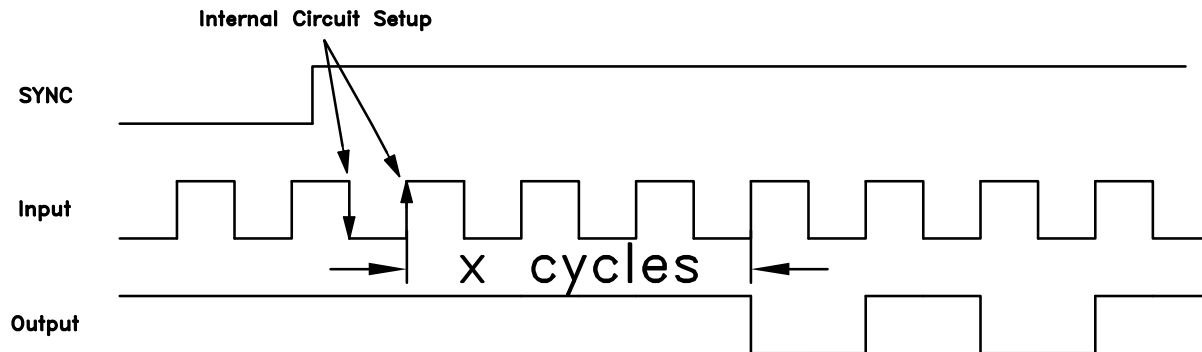 Internal Circuit Setup
SYNC
Input
x cycles
Output